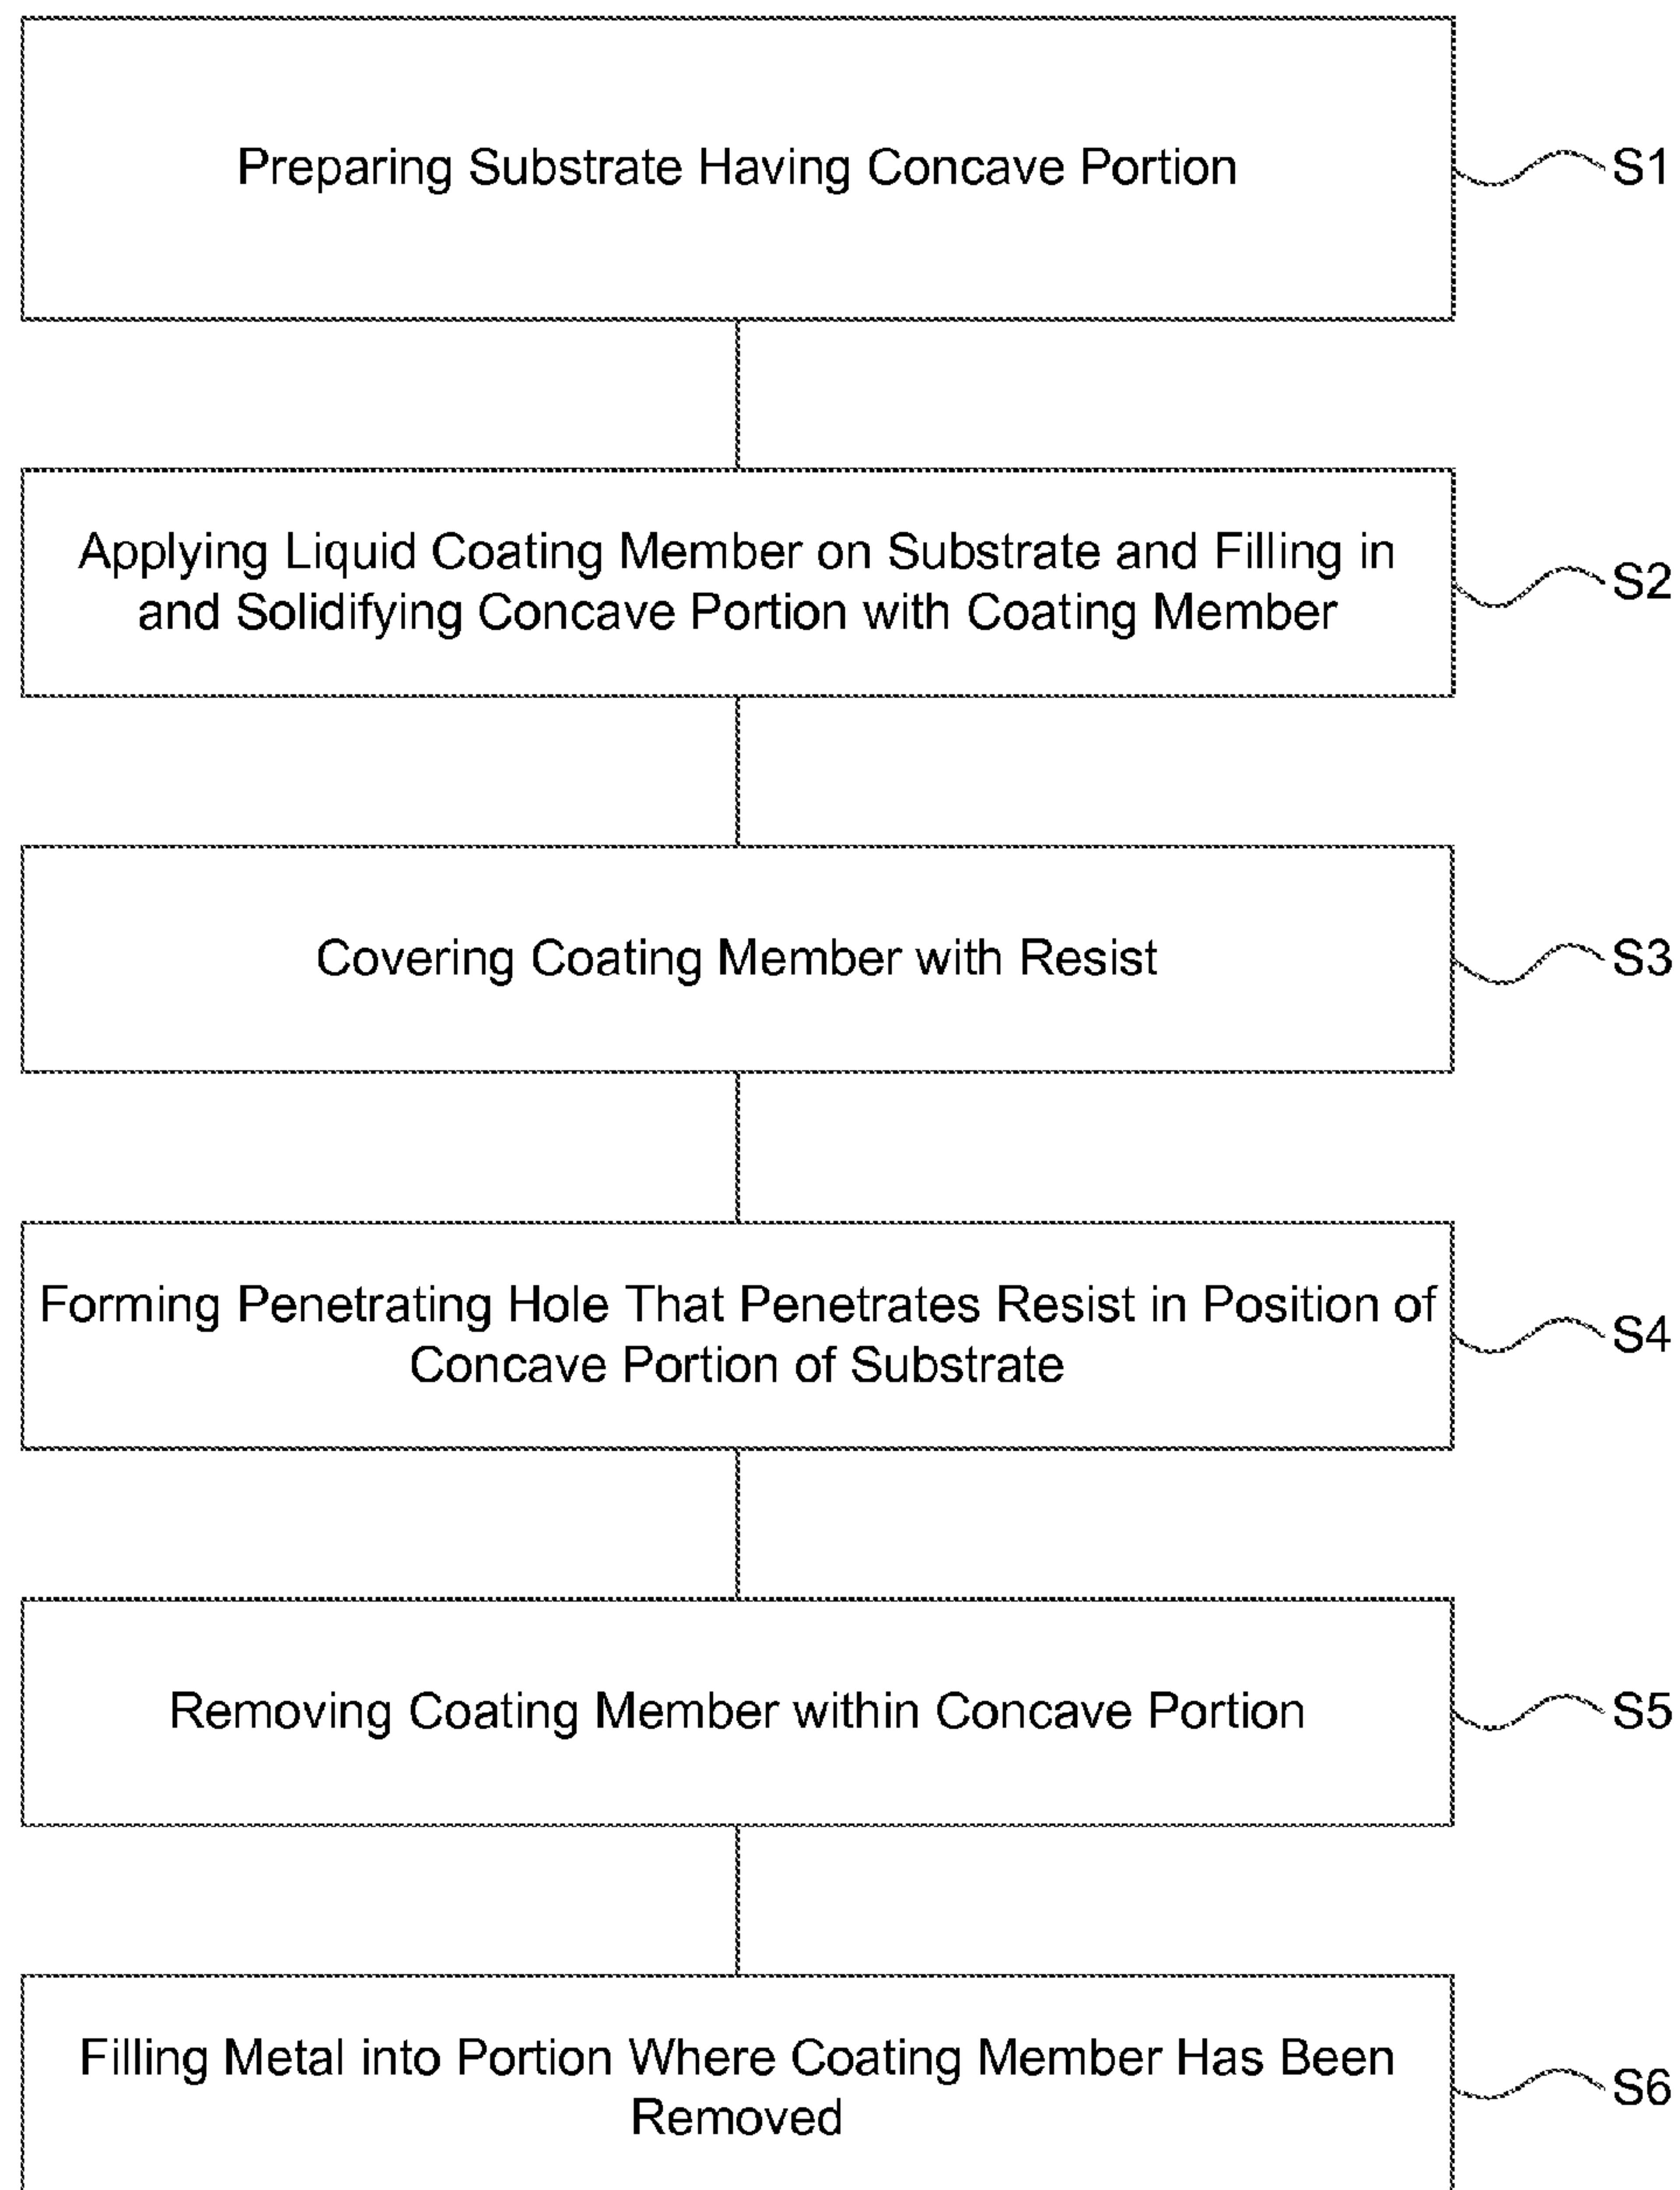 Preparing Substrate Having Concave Portion
S1
Applying Liquid Coating Member on Substrate and Filling in
and Solidifying Concave Portion with Coating Member
S2
Covering Coating Member with Resist
S3
Forming Penetrating Hole That Penetrates Resist in Position of
Concave Portion of Substrate
S4
Removing Coating Member within Concave Portion
S5
Filling Metal into Portion Where Coating Member Has Been
Removed
S6